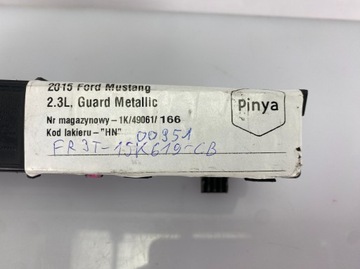 2015 Ford Mustang
2.3L, Guard Metallic
Nr magazynowy - 1K/49061/ 166
Kod lakieru - "HN"
00951
FR3T-15K619-CB
Pinya